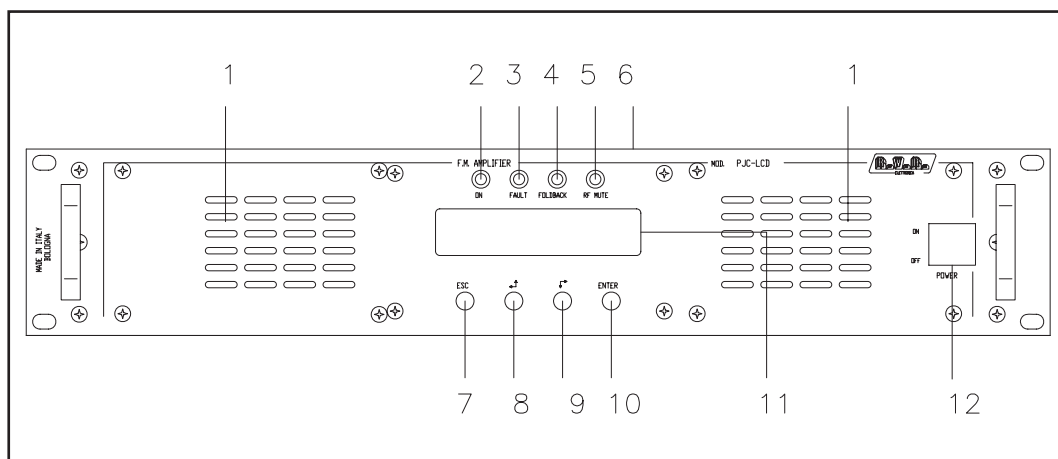 1 2 3 4 5 6 1
F.M. AMPLIFIER MOD. PJC-LCD
R.V.R.
ELETTRONICA
ON FAULT FOLDBACK RF MUTE
MADE IN ITALY
BOLOGNA
ON
OFF
POWER
ESC ENTER
7 8 9 10 11 12